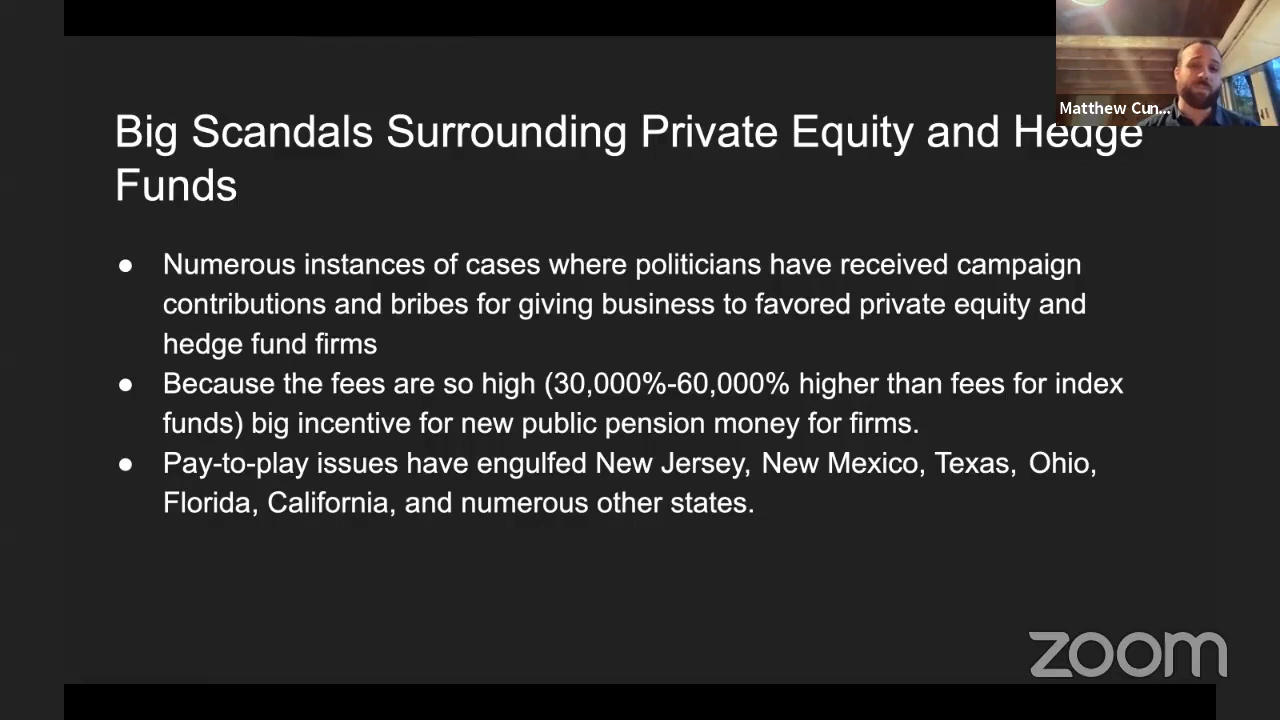 Matthew Cun...
Big Scandals Surrounding Private Equity and Hedge
Funds
● Numerous instances of cases where politicians have received campaign
contributions and bribes for giving business to favored private equity and
hedge fund firms
● Because the fees are so high (30,000%-60,000% higher than fees for index
funds) big incentive for new public pension money for firms.
● Pay-to-play issues have engulfed New Jersey, New Mexico, Texas, Ohio,
Florida, California, and numerous other states.
zoom